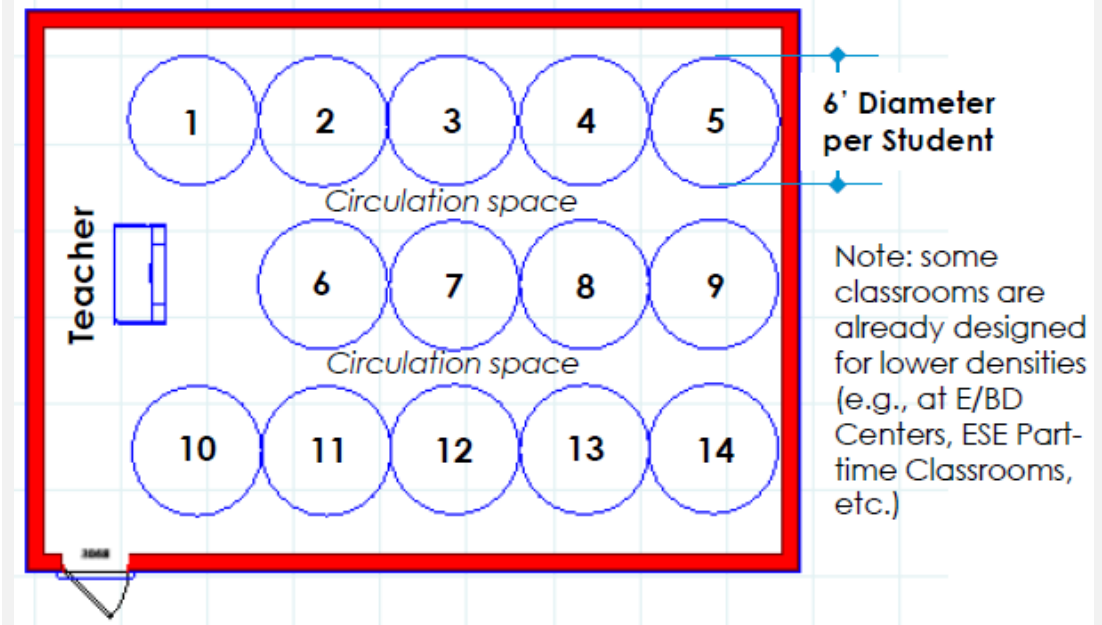 1 2 3 4 5
6' Diameter
per Student
Circulation space
Teacher
6 7 8 9
Note: some
classrooms are
already designed
for lower densities
(e.g., at E/BD
Centers, ESE Part-
time Classrooms,
etc.)
Circulation space
10 11 12 13 14
3068